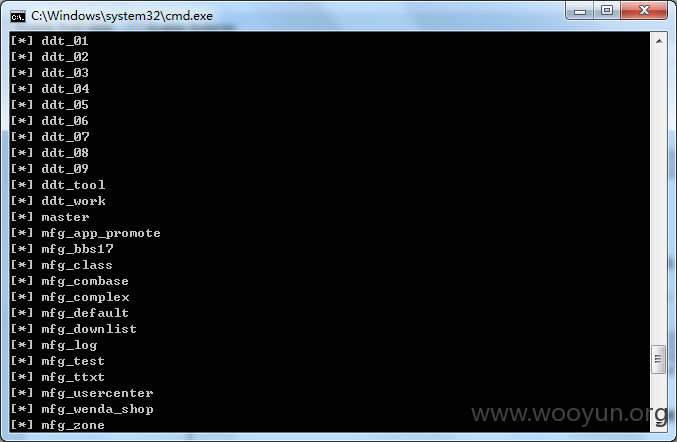 C:\Windows\system32\cmd.exe
[*] ddt_01
[*] ddt_02
[*] ddt_03
[*] ddt_04
[*] ddt_05
[*] ddt_06
[*] ddt_07
[*] ddt_08
[*] ddt_09
[*] ddt_tool
[*] ddt_work
[*] master
[*] mfg_app_promote
[*] mfg_bbs17
[*] mfg_class
[*] mfg_combase
[*] mfg_complex
[*] mfg_default
[*] mfg_downlist
[*] mfg_log
[*] mfg_test
[*] mfg_ttxt
[*] mfg_usercenter
[*] mfg_wenda_shop
[*] mfg_zone
www.wooyun.org